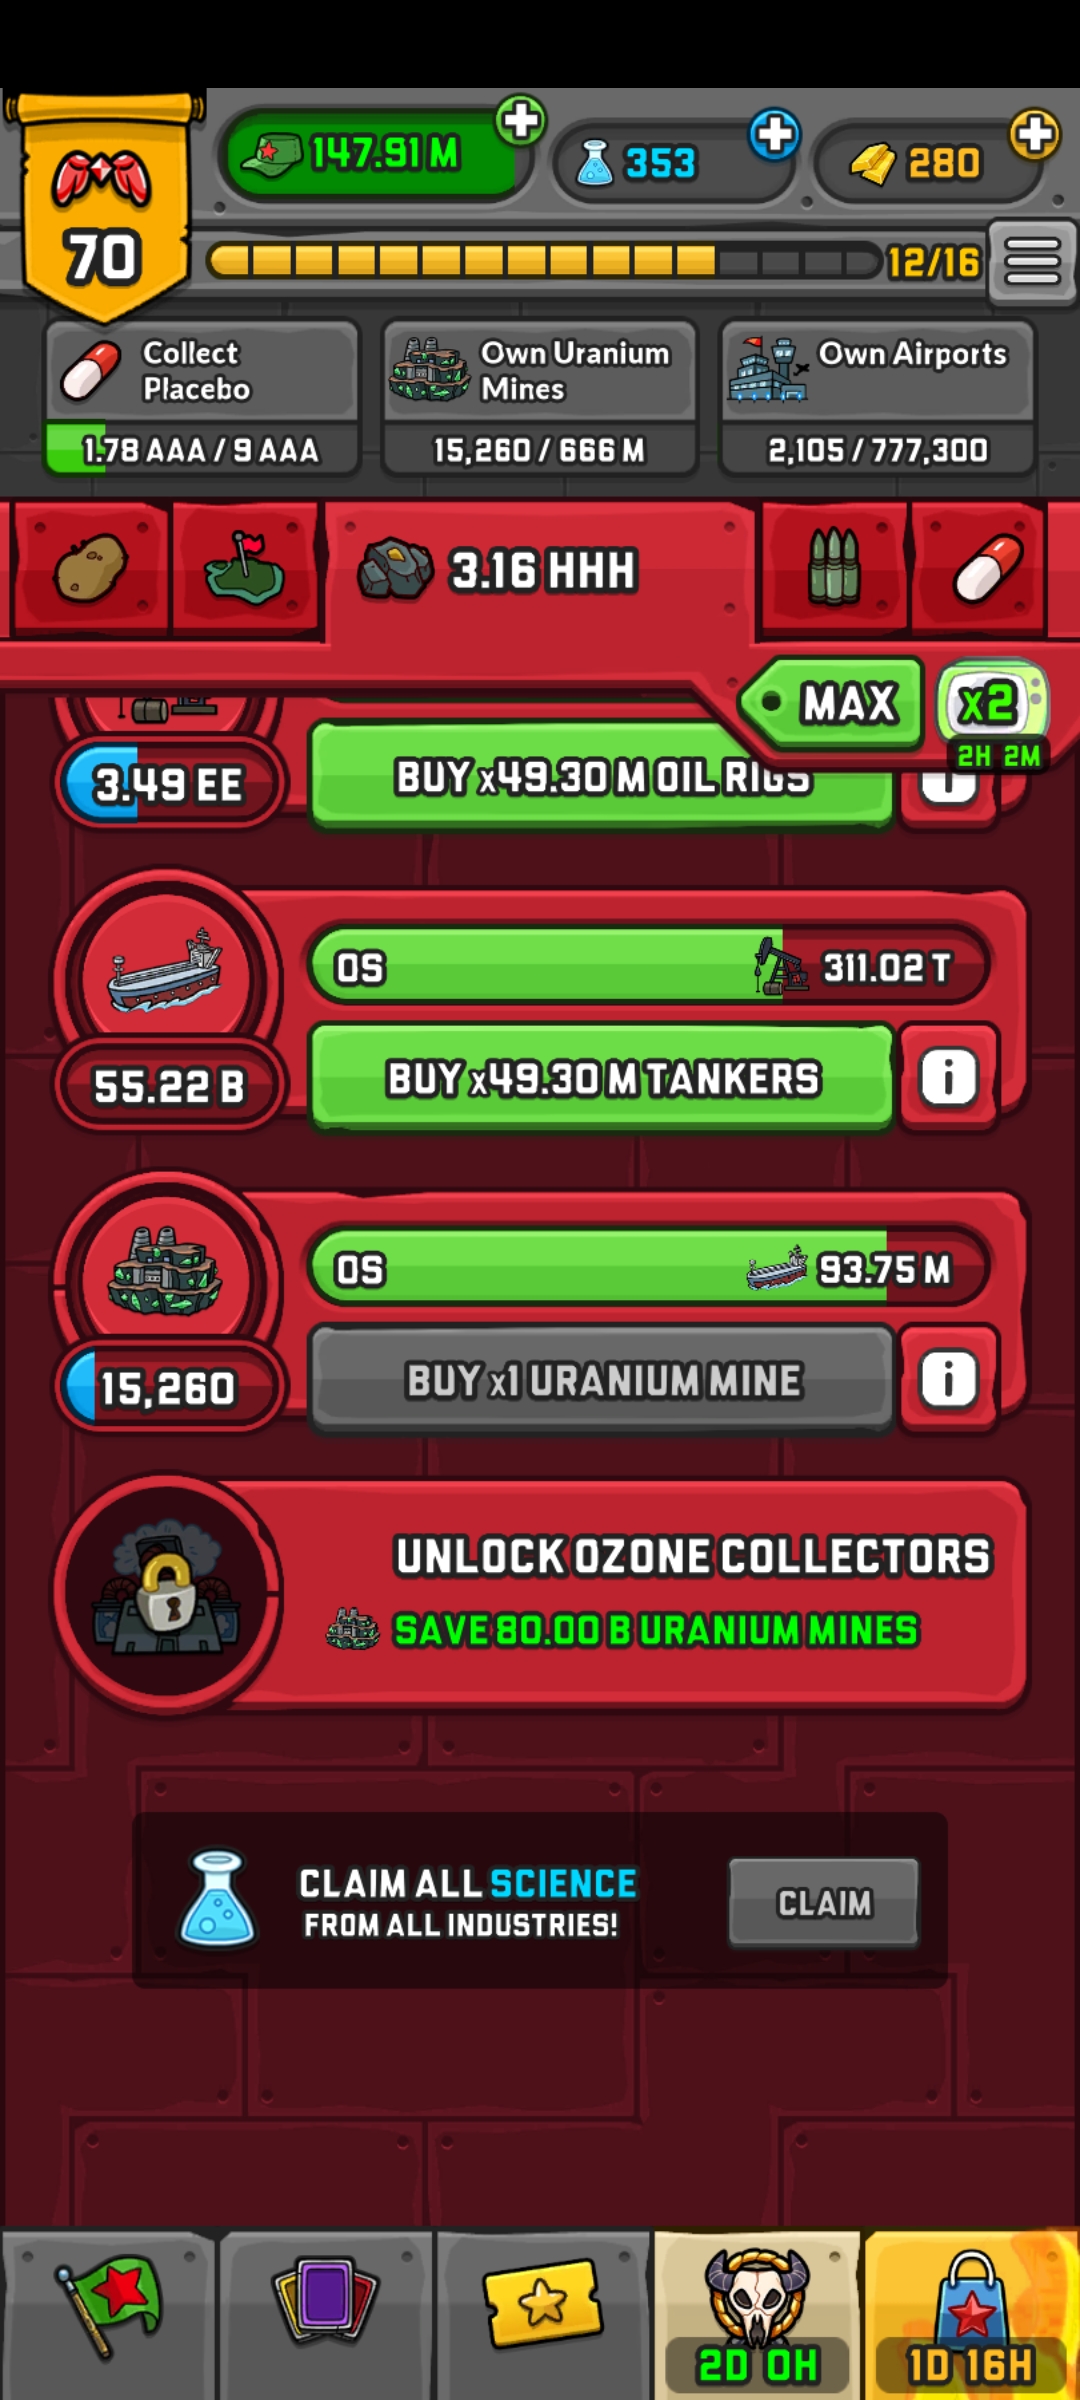 147.91 M
353
280
70
12/16
Collect Placebo
1.78 AAA / 9 AAA
Own Uranium Mines
15,260 / 666 M
Own Airports
2,105 / 777,300
3.16 HHH
MAX
x2
2H 2M
3.49 EE
BUY x49.30 M OIL RIGS
0S
311.02 T
55.22 B
BUY x49.30 M TANKERS
i
0S
93.75 M
15,260
BUY x1 URANIUM MINE
i
UNLOCK OZONE COLLECTORS
SAVE 80.00 B URANIUM MINES
CLAIM ALL SCIENCE
FROM ALL INDUSTRIES!
CLAIM
2D 0H
1D 16H